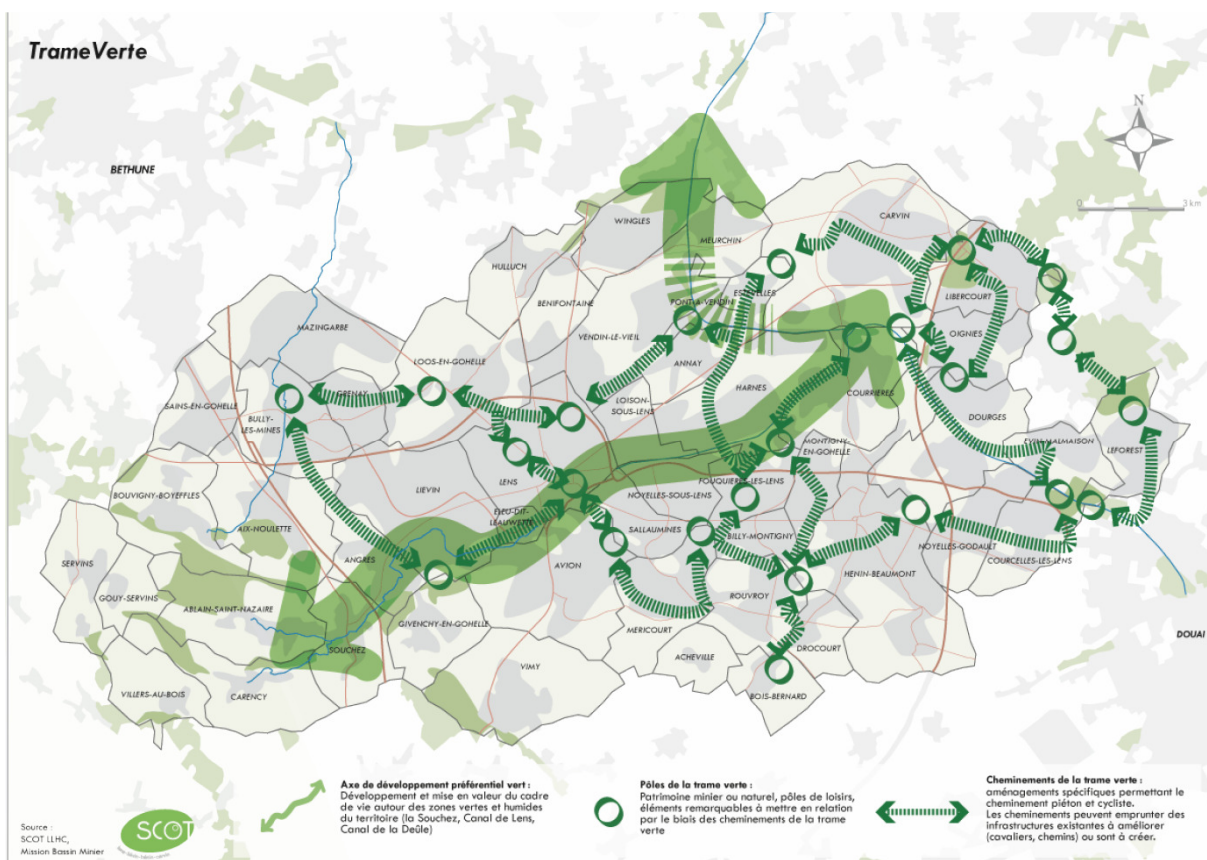 TrameVerte
N
BETHUNE
0 3 km
CARVIN
WINGLES
MEURCHIN
HULLUCH
ESTEVELLES
LIBERCOURT
BENIFONTAINE
PONT-A-VENDIN
MAZINGARBE
OIGNIES
VENDIN-LE-VIEIL
LOOS-EN-GOHELLE
ANNAY
HARNES
GRENAY
COURRIERES
LOISON-
SOUS-LENS
SAINS-EN-GOHELLE
BULLY-
LES-MINES
DOURGES
MONTIGNY-
EN-GOHELLE
EVIN-MALMAISON
LEFOREST
LENS
FOUQUIERES-LES-LENS
LIEVIN
BOUVIGNY-BOYEFFLES
NOYELLES-SOUS-LENS
ELEU-DIT-
LEAUWETTE
AIX-NOULETTE
SALLAUMINES
BILLY-MONTIGNY
NOYELLES-GODAULT
ANGRES
COURCELLES-LES-LENS
SERVINS
AVION
HENIN-BEAUMONT
GOUY-SERVINS
ABLAIN-SAINT-NAZAIRE
ROUVROY
GIVENCHY-EN-GOHELLE
MERICOURT
DOUAI
SOUCHEZ
DROCOURT
ACHEVILLE
VIMY
VILLERS-AU-BOIS
CARENCY
BOIS-BERNARD
Axe de développement préférentiel vert :
Développement et mise en valeur du cadre
de vie autour des zones vertes et humides
du territoire (la Souchez, Canal de Lens,
Canal de la Deûle)
Pôles de la trame verte :
Patrimoine minier ou naturel, pôles de loisirs,
éléments remarquables à mettre en relation
par le biais des cheminements de la trame
verte
Cheminements de la trame verte :
aménagements spécifiques permettant le
cheminement piéton et cycliste.
Les cheminements peuvent emprunter des
infrastructures existantes à améliorer
(cavaliers, chemins) ou sont à créer.
Source :
SCOT LLHC,
Mission Bassin Minier
SCOT